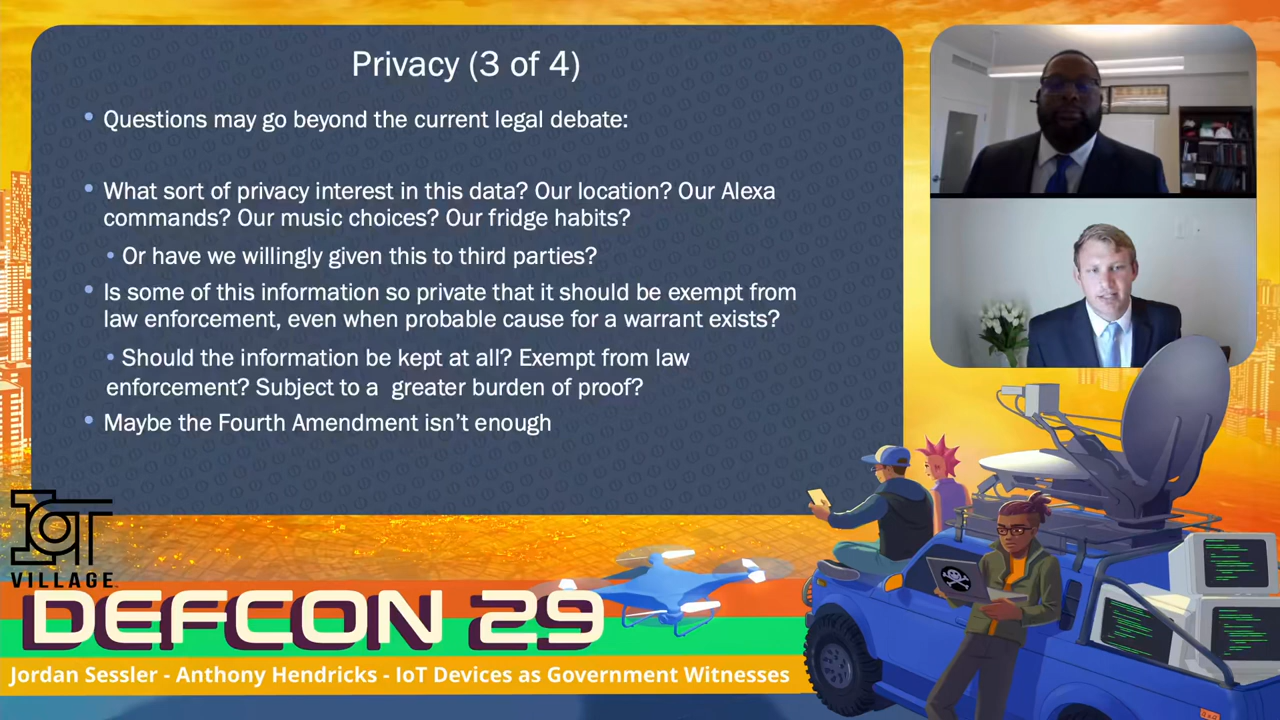 Privacy (3 of 4)
• Questions may go beyond the current legal debate:
• What sort of privacy interest in this data? Our location? Our Alexa
commands? Our music choices? Our fridge habits?
• Or have we willingly given this to third parties?
• Is some of this information so private that it should be exempt from
law enforcement, even when probable cause for a warrant exists?
• Should the information be kept at all? Exempt from law
enforcement? Subject to a greater burden of proof?
• Maybe the Fourth Amendment isn't enough
IoT
VILLAGE
DEFCON 29
Jordan Sessler - Anthony Hendricks - IoT Devices as Government Witnesses